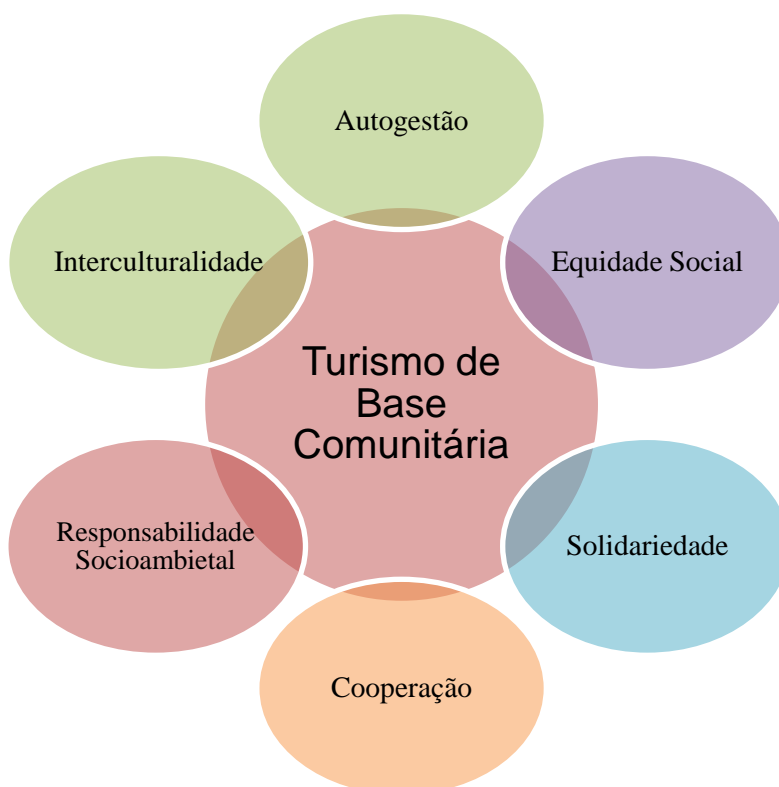 Autogestão
Interculturalidade
Equidade Social
Turismo de
Base
Comunitária
Responsabilidade
Socioambietal
Solidariedade
Cooperação